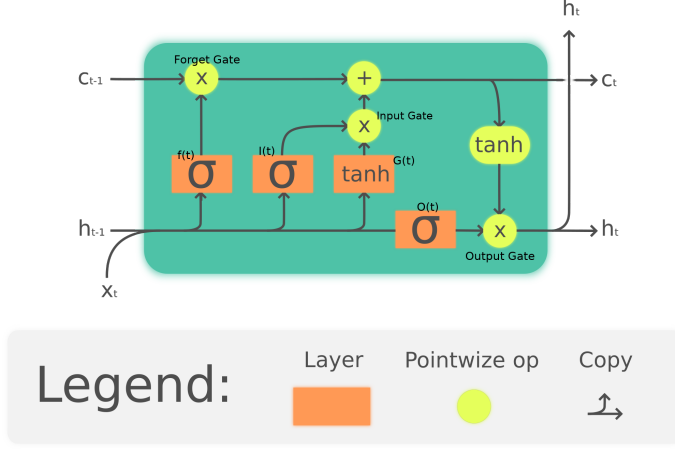 hₜ
Forget Gate
cₜ₋₁
x
+
cₜ
Input Gate
x
tanh
f(t)
I(t)
G(t)
σ
σ
tanh
O(t)
hₜ₋₁
σ
x
hₜ
Output Gate
xₜ
Legend:
Layer
Pointwize op
Copy